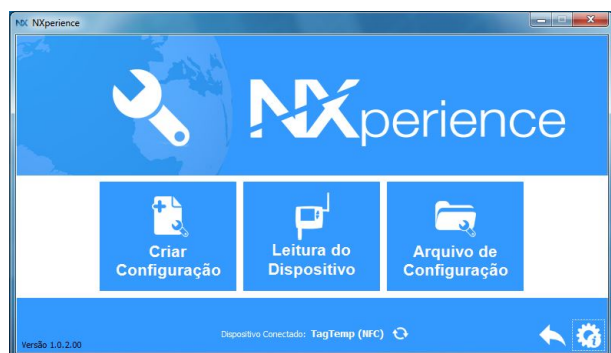 NX NXperience
NXperience
Criar
Configuração
Leitura do
Dispositivo
Arquivo de
Configuração
Dispositivo Conectado: TagTemp (NFC)
Versão 1.0.2.00